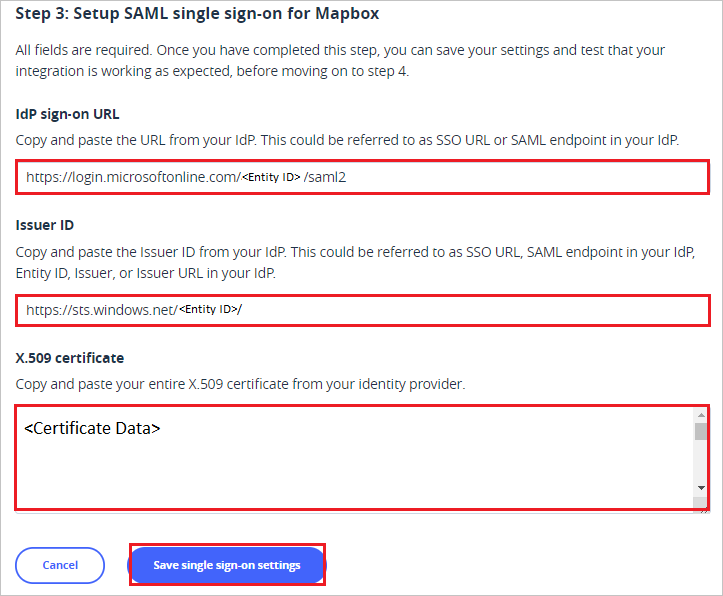 Step 3: Setup SAML single sign-on for Mapbox
All fields are required. Once you have completed this step, you can save your settings and test that your
integration is working as expected, before moving on to step 4.
IdP sign-on URL
Copy and paste the URL from your IdP. This could be referred to as SSO URL or SAML endpoint in your IdP.
https://login.microsoftonline.com/<Entity ID> /saml2
Issuer ID
Copy and paste the Issuer ID from your IdP. This could be referred to as SSO URL, SAML endpoint in your IdP,
Entity ID, Issuer, or Issuer URL in your IdP.
https://sts.windows.net/<Entity ID>/
X.509 certificate
Copy and paste your entire X.509 certificate from your identity provider.
<Certificate Data>
Cancel Save single sign-on settings